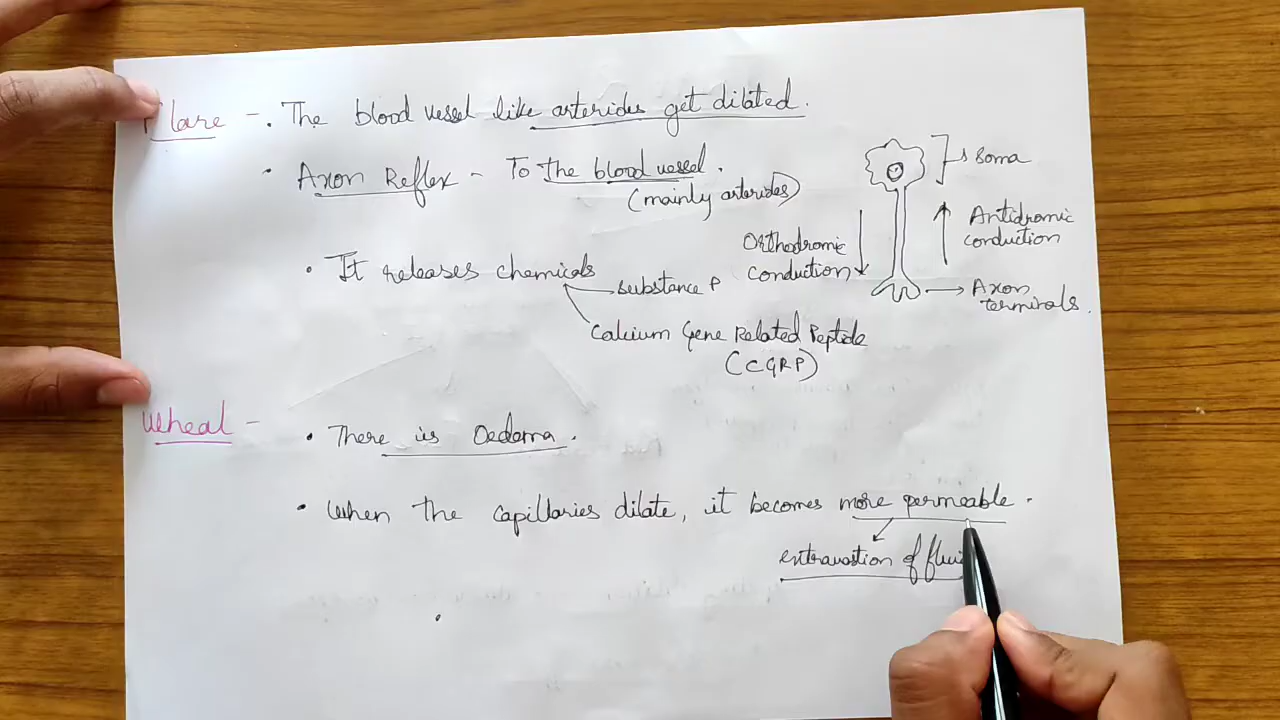 Flare - . The blood vessel like arterioles get dilated.
• Axon Reflex - To the blood vessel.
(mainly arterioles)
• It releases chemicals
substance P
Calcium Gene Related Peptide
(CGRP)
Soma
Antidromic
conduction
Orthodromic
conduction
Axon
terminals.
Wheal -
• There is Oedema.
• When the capillaries dilate, it becomes more permeable.
extravastion of flui